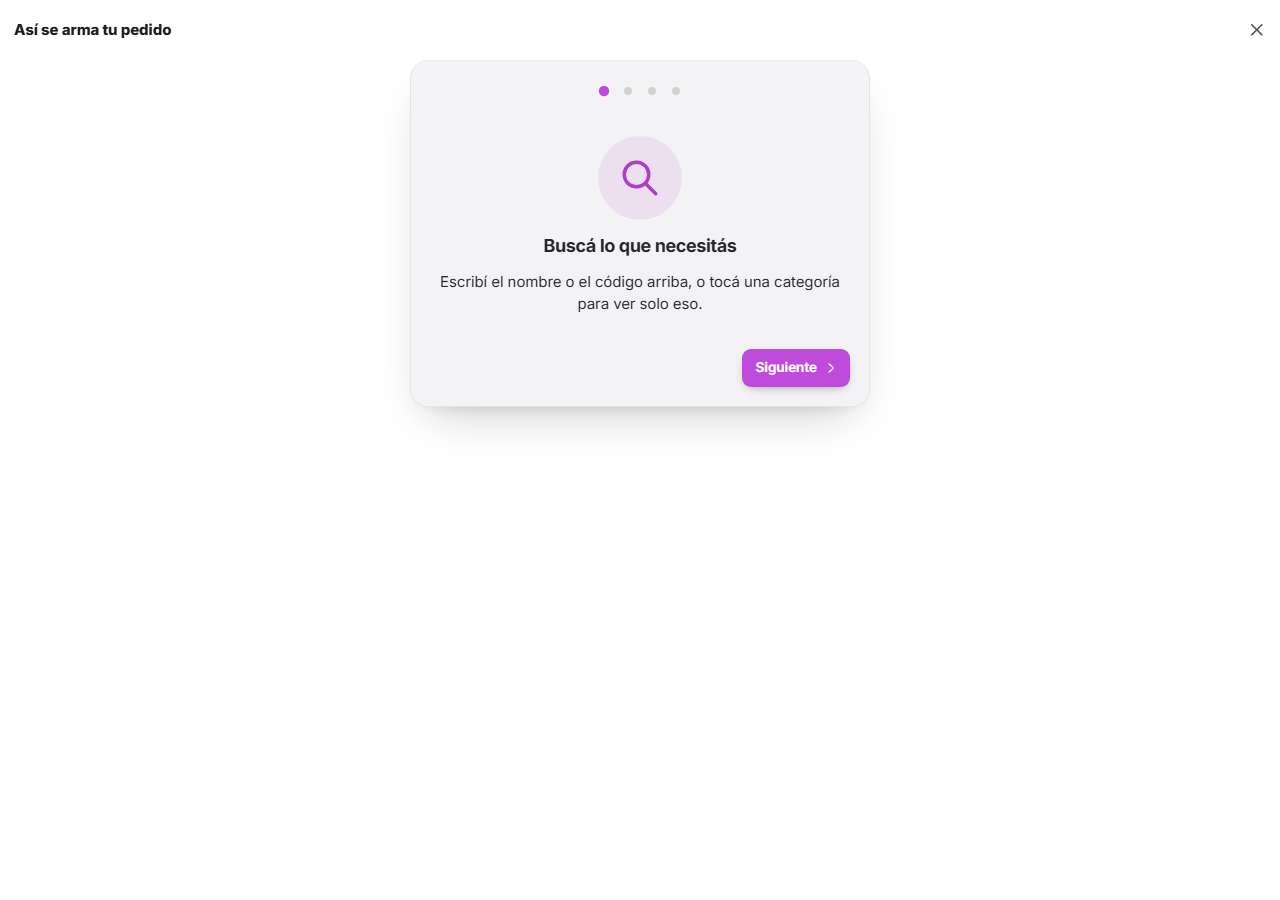 Así se arma tu pedido
Buscá lo que necesitás
Escribí el nombre o el código arriba, o tocá una categoría
para ver solo eso.
Siguiente